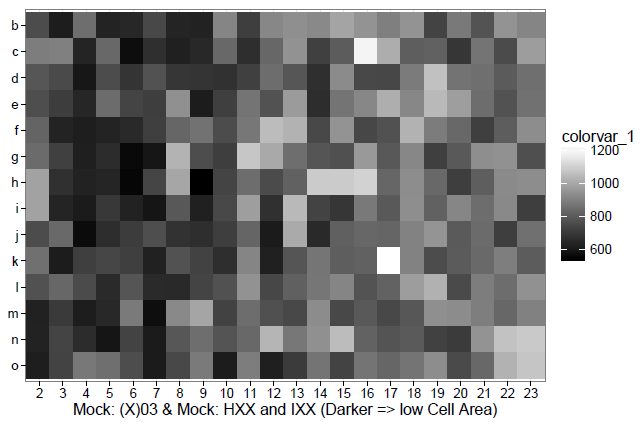 b
c
d
e
f
g
h
i
j
k
l
m
n
o
2 3 4 5 6 7 8 9 10 11 12 13 14 15 16 17 18 19 20 21 22 23
Mock: (X)03 & Mock: HXX and IXX (Darker => low Cell Area)
colorvar_1
1200
1000
800
600